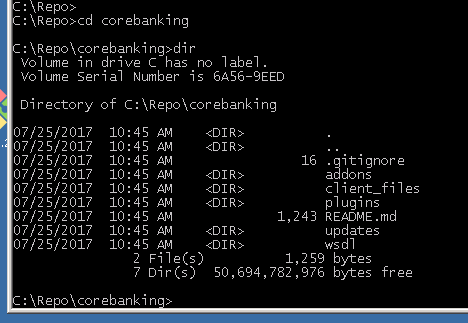 C:\Repo>
C:\Repo>cd corebanking
C:\Repo\corebanking>dir
 Volume in drive C has no label.
 Volume Serial Number is 6A56-9EED
 Directory of C:\Repo\corebanking
07/25/2017  10:45 AM    <DIR>          .
07/25/2017  10:45 AM    <DIR>          ..
07/25/2017  10:45 AM                16 .gitignore
07/25/2017  10:45 AM    <DIR>          addons
07/25/2017  10:45 AM    <DIR>          client_files
07/25/2017  10:45 AM    <DIR>          plugins
07/25/2017  10:45 AM             1,243 README.md
07/25/2017  10:45 AM    <DIR>          updates
07/25/2017  10:45 AM    <DIR>          wsdl
               2 File(s)          1,259 bytes
               7 Dir(s)  50,694,782,976 bytes free
C:\Repo\corebanking>